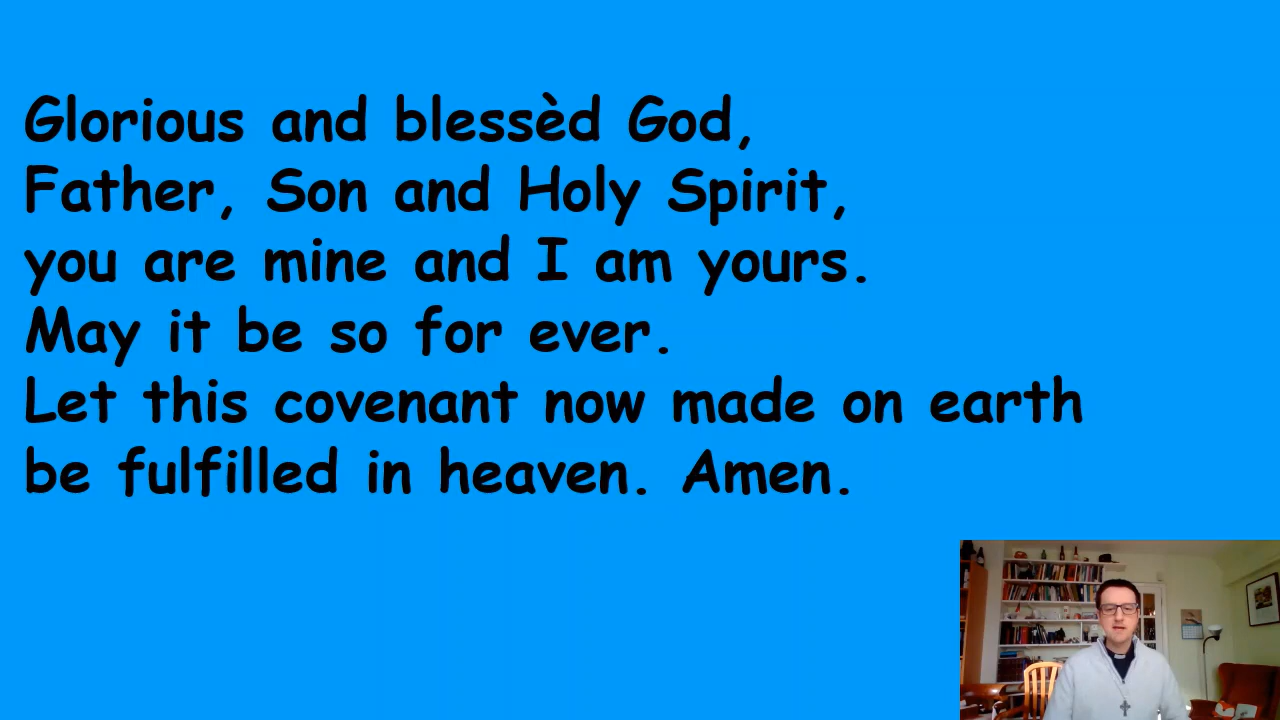 Glorious and blessèd God,
Father, Son and Holy Spirit,
you are mine and I am yours.
May it be so for ever.
Let this covenant now made on earth
be fulfilled in heaven. Amen.